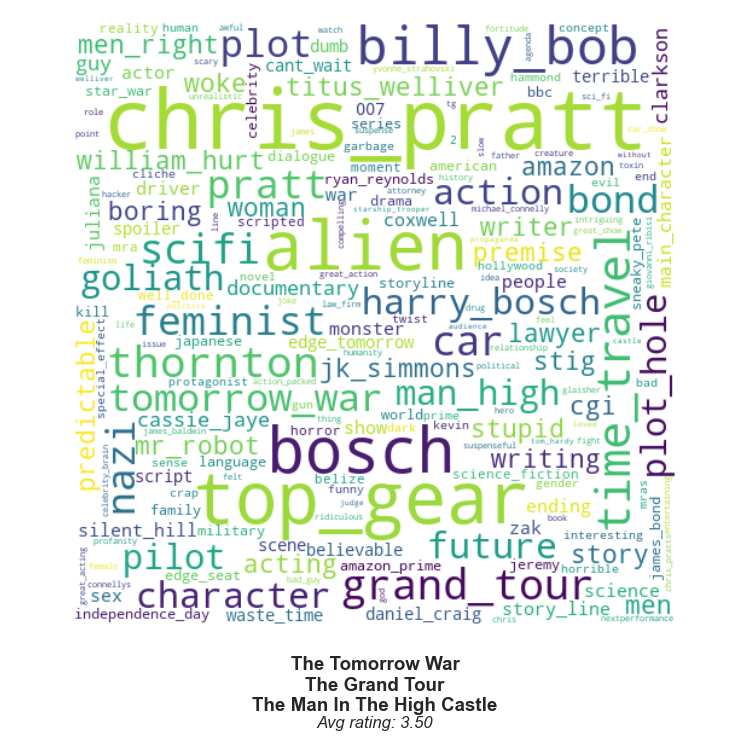 reality human awful watch fortitude concept
men_right plot billy_bob
guy actor dumb cant_wait scary yvonne_strahovski hammond terrible
star_war woke titus_welliver bbc clarkson
welliver unrealistic celebrity 007 tg sci_fi
role chris_pratt car_show
point series suspense 2
william_hurt dialogue moment garbage american amazon
cliche pratt ryan_reynolds history action bond evil end without toxin
juliana driver woman war drama father creature
hacker boring line scripted coxwell writer intriguing great_show
spoiler scifi alien premise main_character
mra goliath novel great_action hollywood people society sneaky_pete giovanni_ribisi
feminism well_done documentary storyline idea propaganda
kill feminist joke law_firm harry_bosch
life japanese monster twist drug
predictable special_effect issue edge_tomorrow audience car lawyer feel castle
thornton humanity relationship time_travel plot_hole
protagonist action_packed jk_simmons political stig bad
tomorrow_war gun man_high hero glaisher
nazi cassie_jaye thing world prime cgi
james_baldwin show dark kevin stupid tom_hardy fight loved
mr_robot horror bosch suspenseful writing
sense language science_fiction miras
celebrity_brain script felt belize gender entertaining
crap funny judge ending chris_pratts
family top_gear book
silent_hill military ridiculous zak interesting
profanity scene believable future story james_bond
female pilot acting amazon_prime jeremy horrible
great_acting edge_seat bad_guy god science
connellys sex character grand_tour story_line men
independence_day waste_time daniel_craig chris nextperformance
compelling starship_trooper michael_connelly attorney slow agenda james politics
The Tomorrow War
The Grand Tour
The Man In The High Castle
Avg rating: 3.50